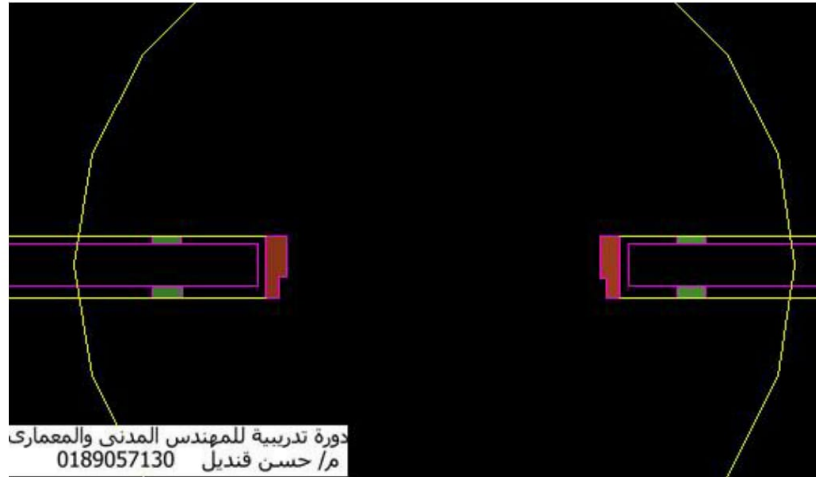 دورة تدريبية للمهندس المدنى والمعمارى
م/ حسن قنديل 0189057130